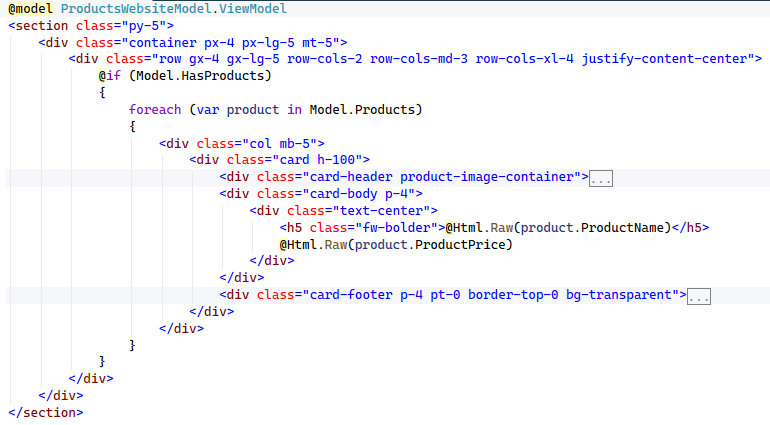 @model ProductsWebsiteModel.ViewModel
<section class="py-5">
    <div class="container px-4 px-lg-5 mt-5">
        <div class="row gx-4 gx-lg-5 row-cols-2 row-cols-md-3 row-cols-xl-4 justify-content-center">
            @if (Model.HasProducts)
            {
                foreach (var product in Model.Products)
                {
                    <div class="col mb-5">
                        <div class="card h-100">
                            <div class="card-header product-image-container">...
                            <div class="card-body p-4">
                                <div class="text-center">
                                    <h5 class="fw-bolder">@Html.Raw(product.ProductName)</h5>
                                    @Html.Raw(product.ProductPrice)
                                </div>
                            </div>
                            <div class="card-footer p-4 pt-0 border-top-0 bg-transparent">...
                        </div>
                    </div>
                }
            }
        </div>
    </div>
</section>